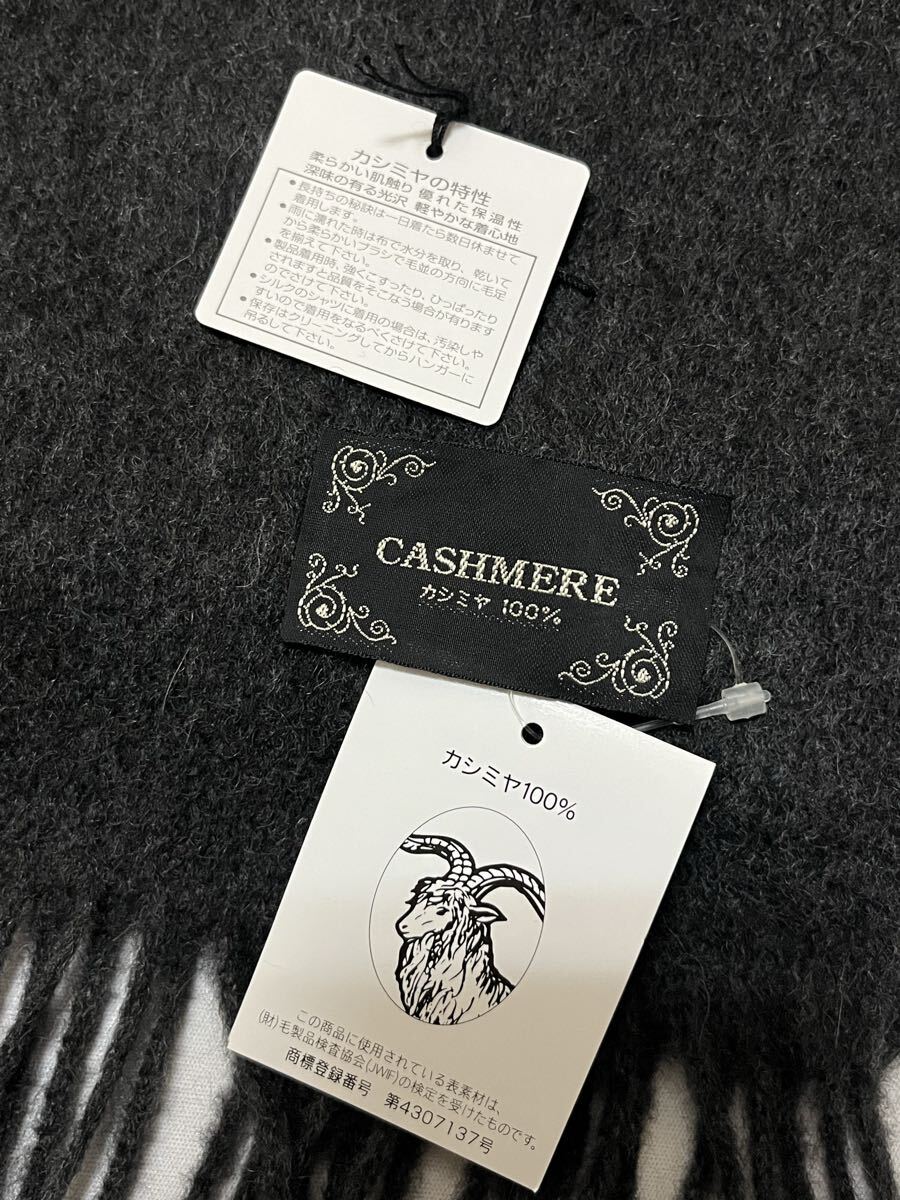 カシミヤの特性
柔らかい肌触り 優れた保温性
深味の有る光沢 軽やかな着心地
●長持ちの秘訣は一日着たら数日休ませて
着用します。
●雨に濡れた時は布で水分を取り、乾いて
から柔らかいブラシで毛並の方向に毛足
を揃えて下さい。
●製品着用時、強くこすったり、ひっぱったり
されますと品質をそこなう場合が有ります
のでさけて下さい。
●シルクのシャツに着用の場合は、汚染しや
すいので着用をなるべくさけて下さい。
●保存はクリーニングしてからハンガーに
吊るして下さい。
CASHMERE
カシミヤ 100%
カシミヤ100%
この商品に使用されている表素材は、
(財)毛製品検査協会(JWIF)の検定を受けたものです。
商標登録番号 第4307137号